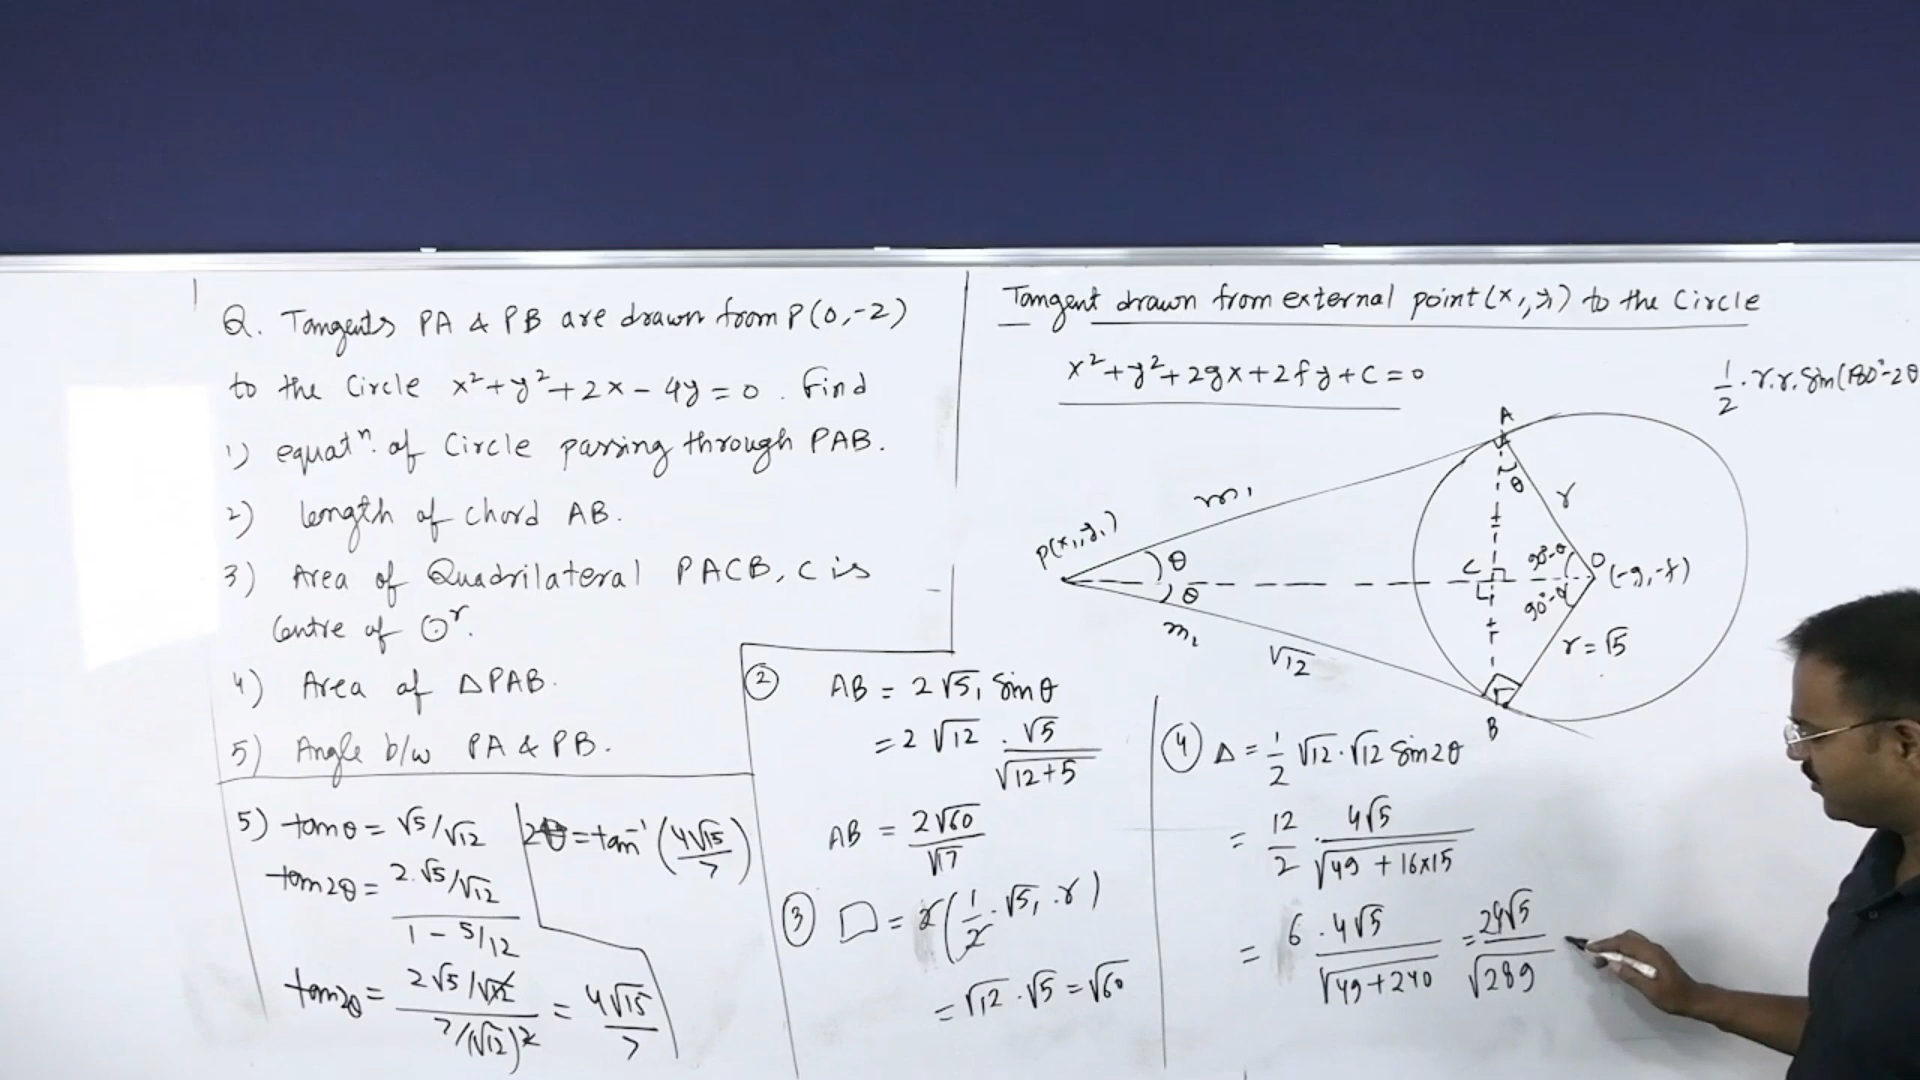 Q. Tangents PA & PB are drawn from P(0,-2)
to the Circle x²+y²+2x-4y=0. Find
1) equatⁿ. of Circle passing through PAB.
2) length of chord AB.
3) Area of Quadrilateral PACB, C is
Centre of ⊙ʳ.
4) Area of ΔPAB.
5) Angle b/w PA & PB.
5) tanθ = √5/√12
tan2θ = 2.√5/√12 / 1 - 5/12
tan2θ = 2√5/√12 / 7/(√12)² = 4√15/7
2θ = tan⁻¹(4√15/7)
② AB = 2√S₁ Sinθ
= 2√12 . √5/√12+5
AB = 2√60/√17
③ □ = 2(1/2 . √S₁ . r)
= √12 . √5 = √60
Tangent drawn from external point (x₁,y₁) to the Circle
x²+y²+2gx+2fy+C=0
1/2 . r.r. Sin(180°-2θ
A
θ
r
m₁
P(x₁,y₁)
θ
θ
C
L
90°-θ
90°-θ
O
(-g,-f)
m₂
√12
r = √5
B
④ Δ = 1/2 √12.√12 Sin2θ
= 12/2 . 4√5/√49+16×15
= 6 . 4√5/√49+240 = 24√5/√289